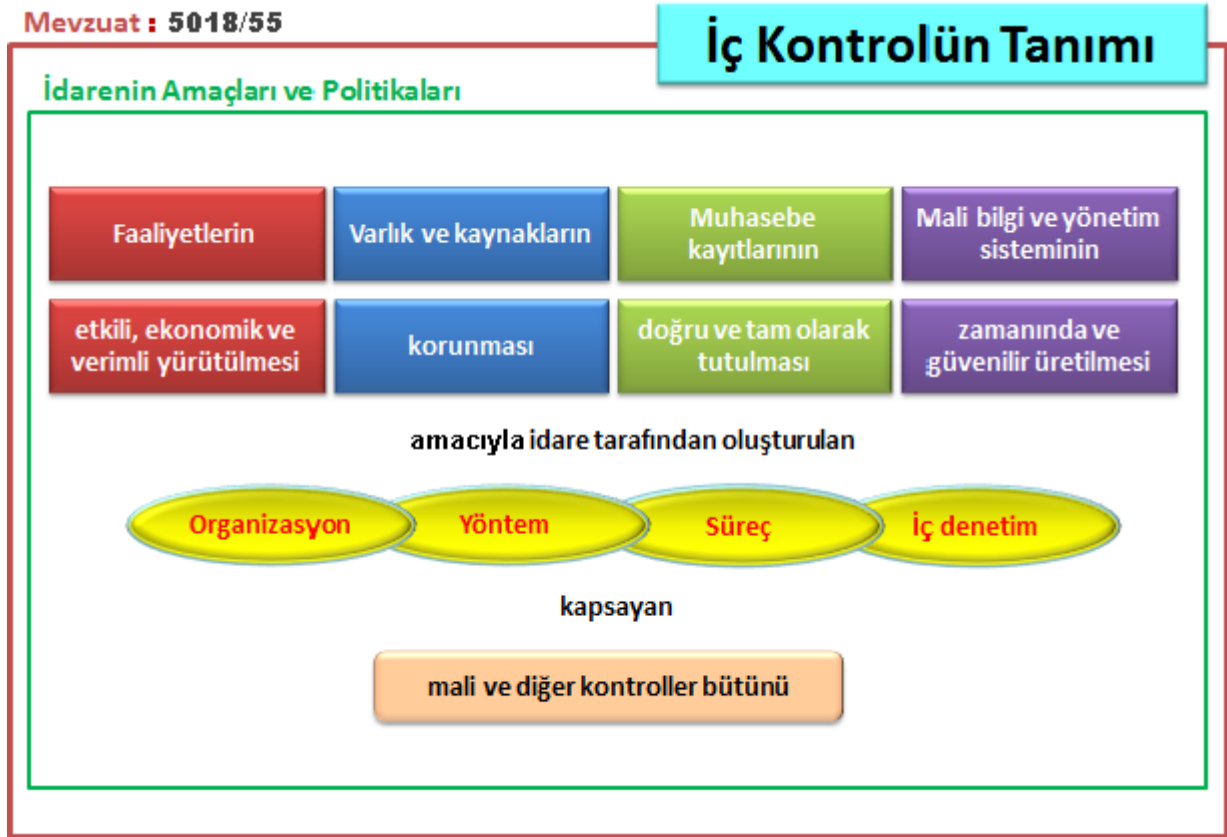 Mevzuat : 5018/55
İç Kontrolün Tanımı
İdarenin Amaçları ve Politikaları
Faaliyetlerin
etkili, ekonomik ve
verimli yürütülmesi
Varlık ve kaynakların
korunması
Muhasebe
kayıtlarının
doğru ve tam olarak
tutulması
Mali bilgi ve yönetim
sisteminin
zamanında ve
güvenilir üretilmesi
amacıyla idare tarafından oluşturulan
Organizasyon
Yöntem
Süreç
İç denetim
kapsayan
mali ve diğer kontroller bütünü